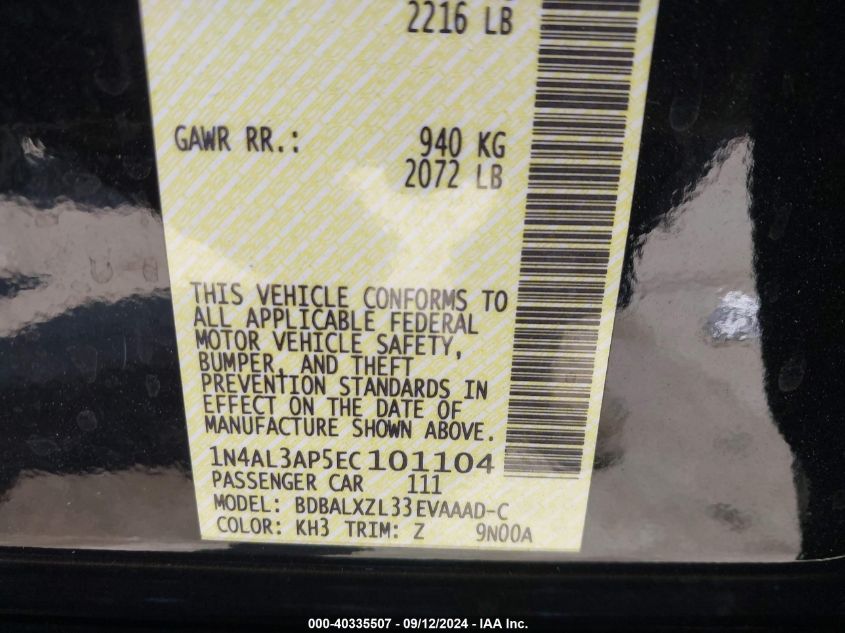 2216 LB
GAWR RR.: 940 KG
2072 LB
THIS VEHICLE CONFORMS TO
ALL APPLICABLE FEDERAL
MOTOR VEHICLE SAFETY,
BUMPER, AND THEFT
PREVENTION STANDARDS IN
EFFECT ON THE DATE OF
MANUFACTURE SHOWN ABOVE.
1N4AL3AP5EC101104
PASSENGER CAR 111
MODEL: BDBALXZL33EVAAAD-C
COLOR: KH3 TRIM: Z 9N00A
000-40335507 - 09/12/2024 - IAA Inc.